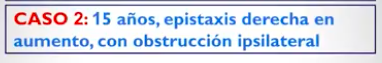 CASO 2: 15 años, epistaxis derecha en
aumento, con obstrucción ipsilateral